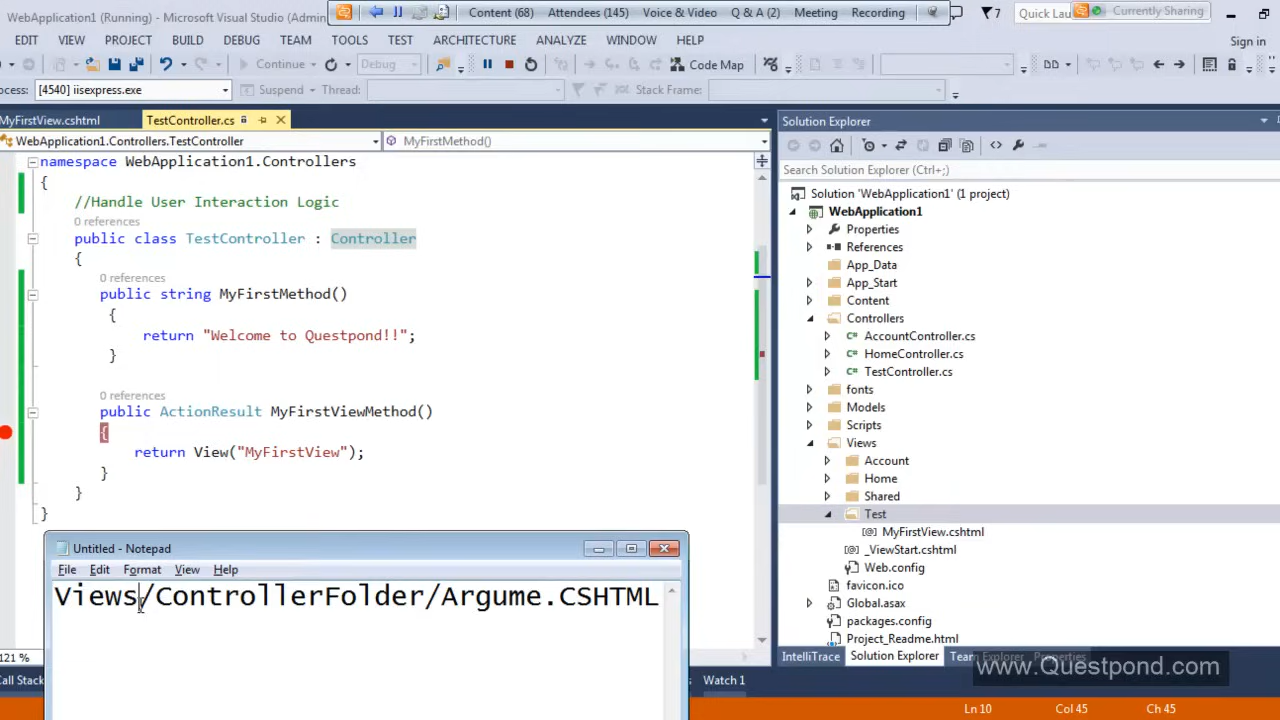 WebApplication1 (Running) - Microsoft Visual Studio (Admin
Content (68) Attendees (145) Voice & Video Q & A (2) Meeting Recording
7 Quick Lau Currently Sharing
EDIT VIEW PROJECT BUILD DEBUG TEAM TOOLS TEST ARCHITECTURE ANALYZE WINDOW HELP
Sign in
Continue Debug Code Map
ocess: [4540] iisexpress.exe Suspend Thread: Stack Frame:
MyFirstView.cshtml TestController.cs
WebApplication1.Controllers.TestController MyFirstMethod()
namespace WebApplication1.Controllers
{
//Handle User Interaction Logic
0 references
public class TestController : Controller
{
0 references
public string MyFirstMethod()
{
return "Welcome to Questpond!!";
}
0 references
public ActionResult MyFirstViewMethod()
{
return View("MyFirstView");
}
}
}
121 %
Call Stack
Watch 1
Untitled - Notepad
File Edit Format View Help
Views/ControllerFolder/Argume.CSHTML
Solution Explorer
Search Solution Explorer (Ctrl+;)
Solution 'WebApplication1' (1 project)
WebApplication1
Properties
References
App_Data
App_Start
Content
Controllers
AccountController.cs
HomeController.cs
TestController.cs
fonts
Models
Scripts
Views
Account
Home
Shared
Test
MyFirstView.cshtml
_ViewStart.cshtml
Web.config
favicon.ico
Global.asax
packages.config
Project_Readme.html
IntelliTrace Solution Explorer Team Explorer Properties
www.Questpond.com
Ln 10 Col 45 Ch 45